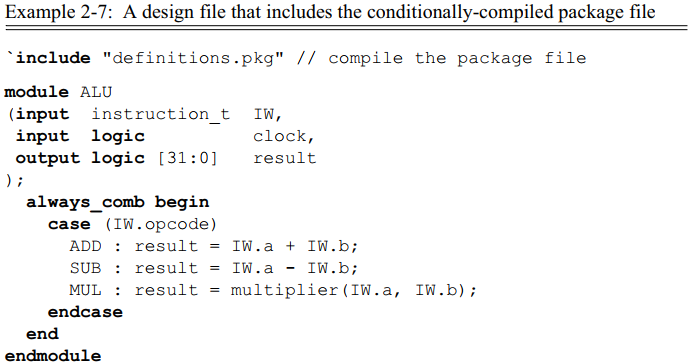 Example 2-7: A design file that includes the conditionally-compiled package file
`include "definitions.pkg" // compile the package file
module ALU
(input instruction_t IW,
input logic clock,
output logic [31:0] result
);
always_comb begin
case (IW.opcode)
ADD : result = IW.a + IW.b;
SUB : result = IW.a - IW.b;
MUL : result = multiplier(IW.a, IW.b);
endcase
end
endmodule